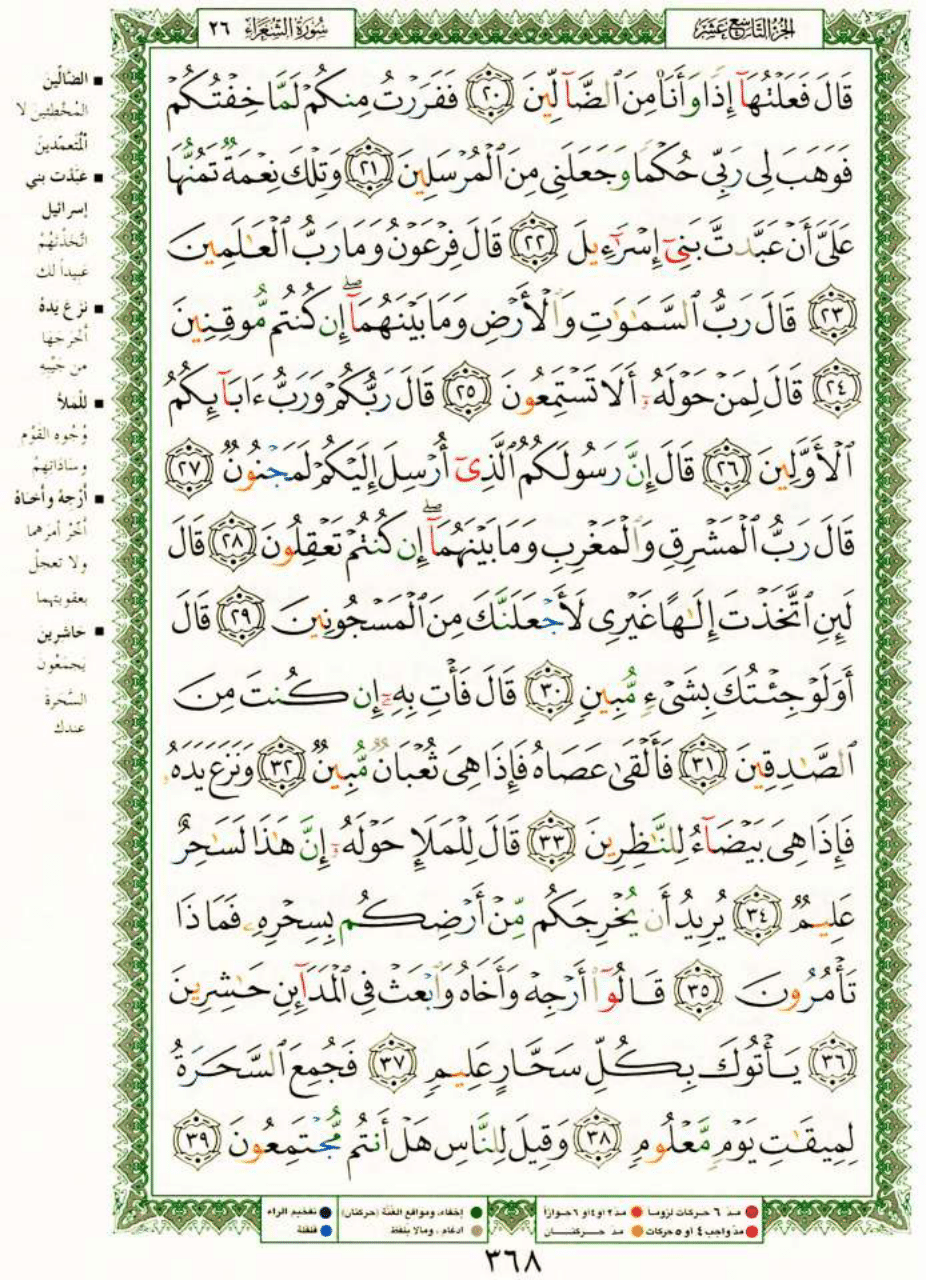 الجزء التاسع عشر
سورة الشعراء ٢٦
قَالَ فَعَلْتُهَآ إِذًا وَأَنَا۠ مِنَ ٱلضَّآلِّينَ ٢٠ فَفَرَرْتُ مِنكُمْ لَمَّا خِفْتُكُمْ
فَوَهَبَ لِى رَبِّى حُكْمًا وَجَعَلَنِى مِنَ ٱلْمُرْسَلِينَ ٢١ وَتِلْكَ نِعْمَةٌ تَمُنُّهَا
عَلَىَّ أَنْ عَبَّدتَّ بَنِىٓ إِسْرَٰٓءِيلَ ٢٢ قَالَ فِرْعَوْنُ وَمَا رَبُّ ٱلْعَٰلَمِينَ
٢٣ قَالَ رَبُّ ٱلسَّمَٰوَٰتِ وَٱلْأَرْضِ وَمَا بَيْنَهُمَآ ۖ إِن كُنتُم مُّوقِنِينَ
٢٤ قَالَ لِمَنْ حَوْلَهُۥٓ أَلَا تَسْتَمِعُونَ ٢٥ قَالَ رَبُّكُمْ وَرَبُّ ءَابَآئِكُمُ
ٱلْأَوَّلِينَ ٢٦ قَالَ إِنَّ رَسُولَكُمُ ٱلَّذِىٓ أُرْسِلَ إِلَيْكُمْ لَمَجْنُونٌ ٢٧
قَالَ رَبُّ ٱلْمَشْرِقِ وَٱلْمَغْرِبِ وَمَا بَيْنَهُمَآ ۖ إِن كُنتُمْ تَعْقِلُونَ ٢٨ قَالَ
لَئِنِ ٱتَّخَذْتَ إِلَٰهًا غَيْرِى لَأَجْعَلَنَّكَ مِنَ ٱلْمَسْجُونِينَ ٢٩ قَالَ
أَوَلَوْ جِئْتُكَ بِشَىْءٍ مُّبِينٍ ٣٠ قَالَ فَأْتِ بِهِۦٓ إِن كُنتَ مِنَ
ٱلصَّٰدِقِينَ ٣١ فَأَلْقَىٰ عَصَاهُ فَإِذَا هِىَ ثُعْبَانٌ مُّبِينٌ ٣٢ وَنَزَعَ يَدَهُۥ
فَإِذَا هِىَ بَيْضَآءُ لِلنَّٰظِرِينَ ٣٣ قَالَ لِلْمَلَإِ حَوْلَهُۥٓ إِنَّ هَٰذَا لَسَٰحِرٌ
عَلِيمٌ ٣٤ يُرِيدُ أَن يُخْرِجَكُم مِّنْ أَرْضِكُم بِسِحْرِهِۦ فَمَاذَا
تَأْمُرُونَ ٣٥ قَالُوٓا۟ أَرْجِهْ وَأَخَاهُ وَٱبْعَثْ فِى ٱلْمَدَآئِنِ حَٰشِرِينَ
٣٦ يَأْتُوكَ بِكُلِّ سَحَّارٍ عَلِيمٍ ٣٧ فَجُمِعَ ٱلسَّحَرَةُ
لِمِيقَٰتِ يَوْمٍ مَّعْلُومٍ ٣٨ وَقِيلَ لِلنَّاسِ هَلْ أَنتُم مُّجْتَمِعُونَ ٣٩
■ الضالين
المخطئين لا
المتعمدين
■ عبدت بني
إسرائيل
اتخذتهم
عبيداً لك
■ نزع يده
أخرجها
من جيبه
■ للملأ
وجوه القوم
وساداتهم
■ أرجه وأخاه
أخر أمرهما
ولا تعجل
بعقوبتهما
■ حاشرين
يجمعون
السحرة
عندك
مد ٦ حركات لزوماً ● مد ٢ أو ٤ أو ٦ جوازاً
مد واجب ٤ أو ٥ حركات ● مد حركتان
إخفاء، ومواقع الغنة (حركتان) ● تفخيم الراء
ادغام، وما لا يلفظ ● قلقلة
٣٦٨